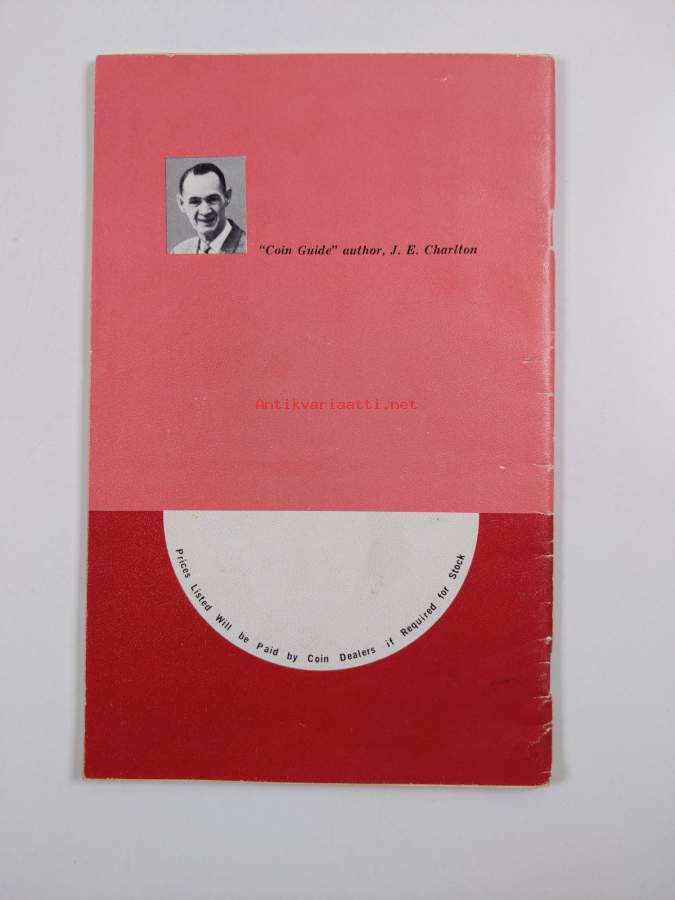 "Coin Guide" author, J. E. Charlton
Antikvariaatti.net
Prices Listed Will be Paid by Coin Dealers if Required for Stock